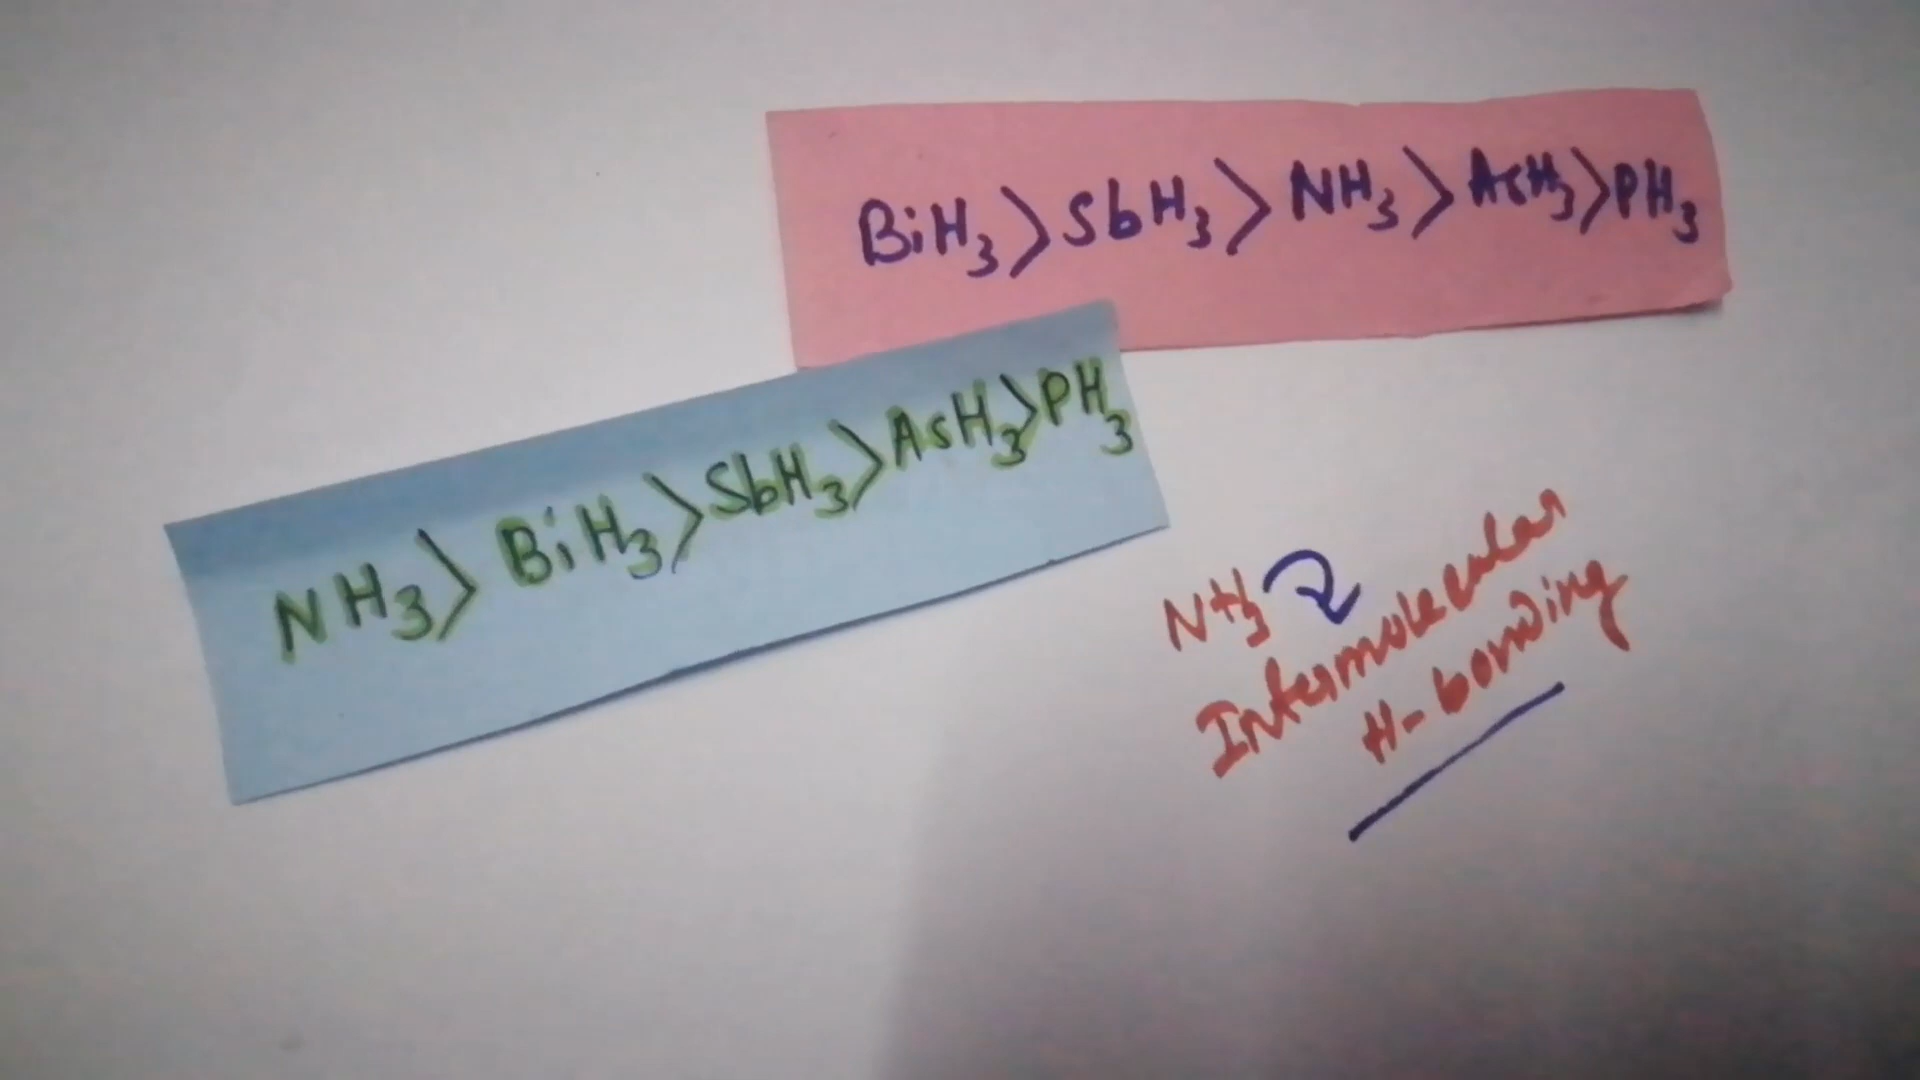 BiH₃>SbH₃>NH₃>AsH₃>PH₃
NH₃>BiH₃>SbH₃>AsH₃>PH₃
NH₃
Intermolecular
H-bonding